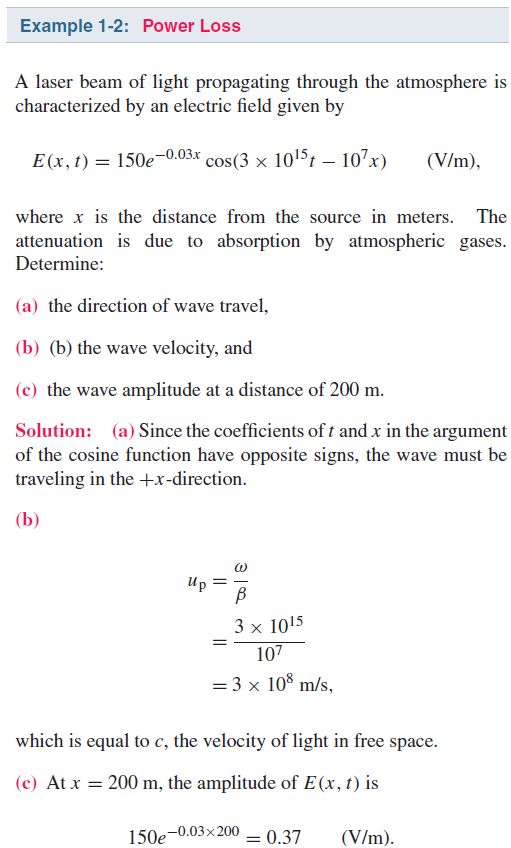 Example 1-2: Power Loss
A laser beam of light propagating through the atmosphere is
characterized by an electric field given by
E(x, t) = 150e^{−0.03x} cos(3 × 10^{15}t − 10^{7}x) (V/m),
where x is the distance from the source in meters. The
attenuation is due to absorption by atmospheric gases.
Determine:
(a) the direction of wave travel,
(b) (b) the wave velocity, and
(c) the wave amplitude at a distance of 200 m.
Solution: (a) Since the coefficients of t and x in the argument
of the cosine function have opposite signs, the wave must be
traveling in the +x-direction.
(b)
u_p = ω/β
= 3 × 10^{15}/10^{7}
= 3 × 10^{8} m/s,
which is equal to c, the velocity of light in free space.
(c) At x = 200 m, the amplitude of E(x, t) is
150e^{−0.03×200} = 0.37 (V/m).